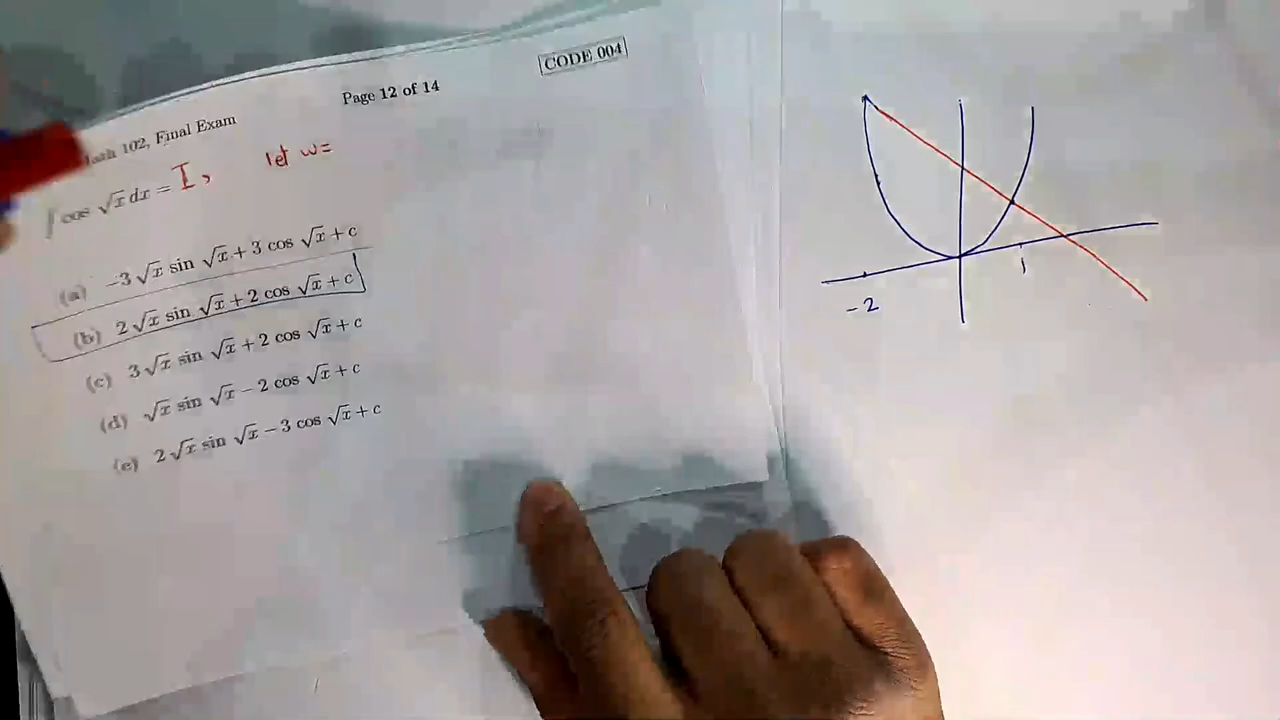 CODE 004
Page 12 of 14
Math 102, Final Exam
∫ cos √x dx = I, let w=
(a) -3 √x sin √x + 3 cos √x + c
(b) 2 √x sin √x + 2 cos √x + c
(c) 3 √x sin √x + 2 cos √x + c
(d) √x sin √x - 2 cos √x + c
(e) 2 √x sin √x - 3 cos √x + c
-2
1